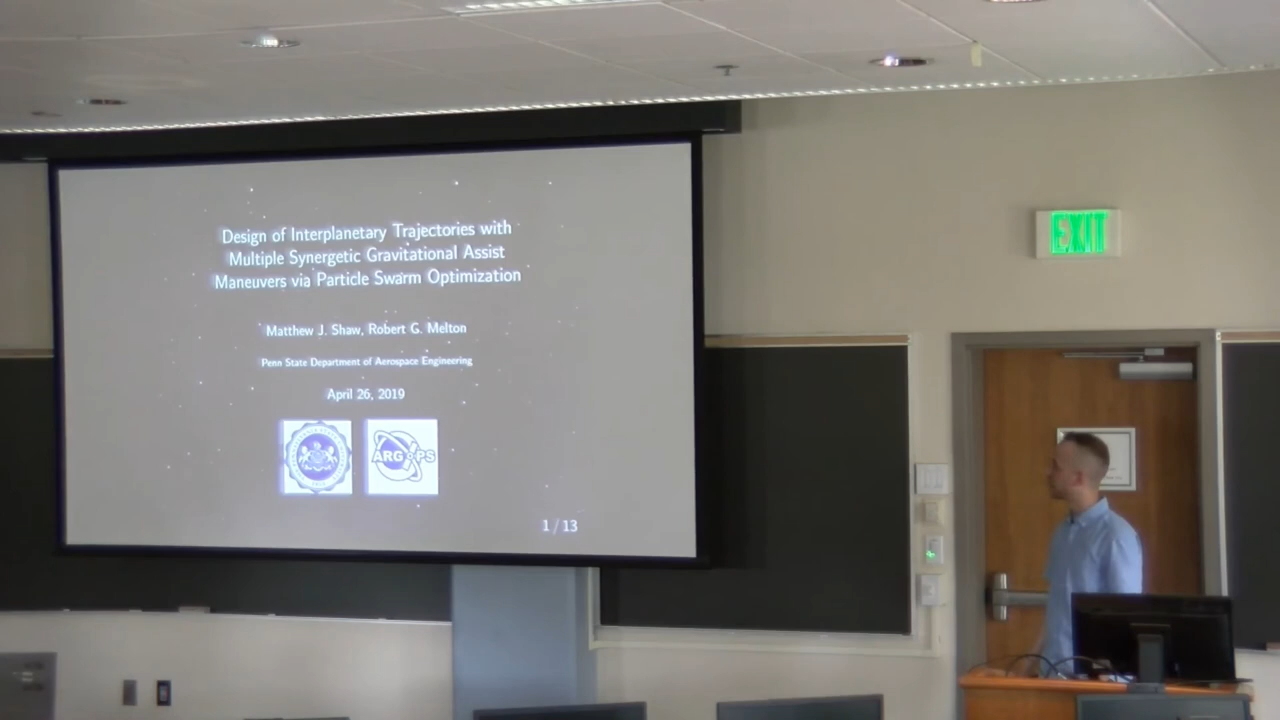 Design of Interplanetary Trajectories with
Multiple Synergetic Gravitational Assist
Maneuvers via Particle Swarm Optimization
Matthew J. Shaw, Robert G. Melton
Penn State Department of Aerospace Engineering
April 26, 2019
ARGOPS
1 / 13
EXIT